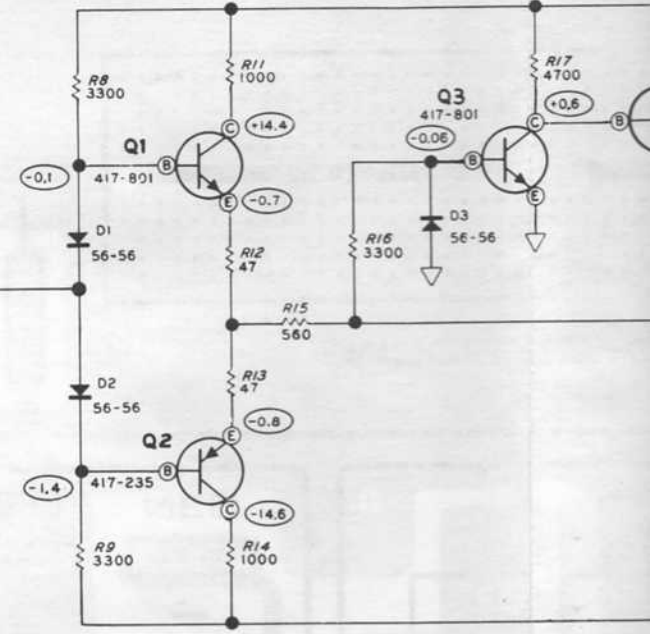 R8
3300
R11
1000
C
+14.4
Q1
B
417-801
-0.1
E
-0.7
D1
56-56
R12
47
R15
560
D2
56-56
R13
47
Q2
E
-0.8
B
417-235
-1.4
C
-14.6
R9
3300
R14
1000
R17
4700
Q3
417-801
C
+0.6
B
-0.06
B
E
R16
3300
D3
56-56